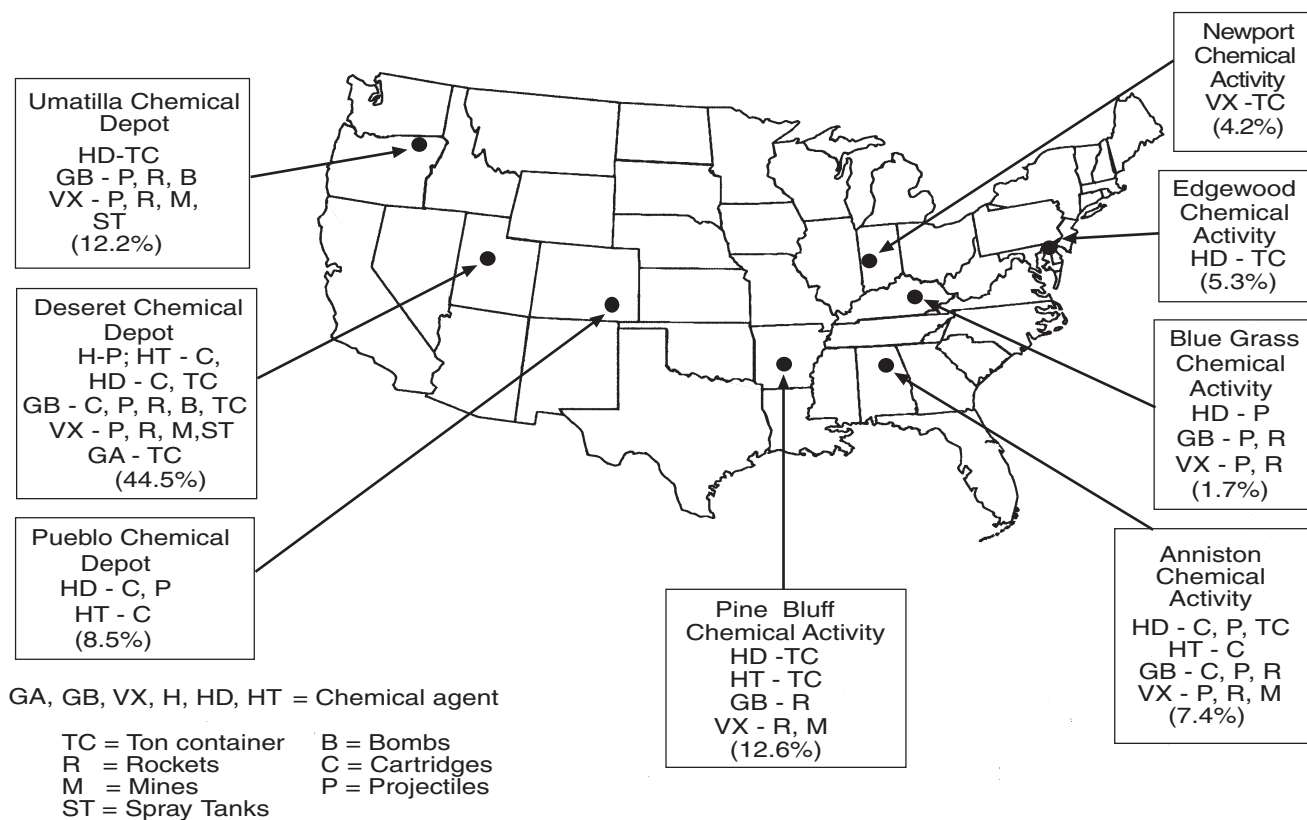 Umatilla Chemical
Depot
HD-TC
GB - P, R, B
VX - P, R, M,
ST
(12.2%)
Deseret Chemical
Depot
H-P; HT - C,
HD - C, TC
GB - C, P, R, B, TC
VX - P, R, M,ST
GA - TC
(44.5%)
Pueblo Chemical
Depot
HD - C, P
HT - C
(8.5%)
Newport
Chemical
Activity
VX -TC
(4.2%)
Edgewood
Chemical
Activity
HD - TC
(5.3%)
Blue Grass
Chemical
Activity
HD - P
GB - P, R
VX - P, R
(1.7%)
Anniston
Chemical
Activity
HD - C, P, TC
HT - C
GB - C, P, R
VX - P, R, M
(7.4%)
Pine Bluff
Chemical Activity
HD -TC
HT - TC
GB - R
VX - R, M
(12.6%)
GA, GB, VX, H, HD, HT = Chemical agent
TC = Ton container B = Bombs
R = Rockets C = Cartridges
M = Mines P = Projectiles
ST = Spray Tanks